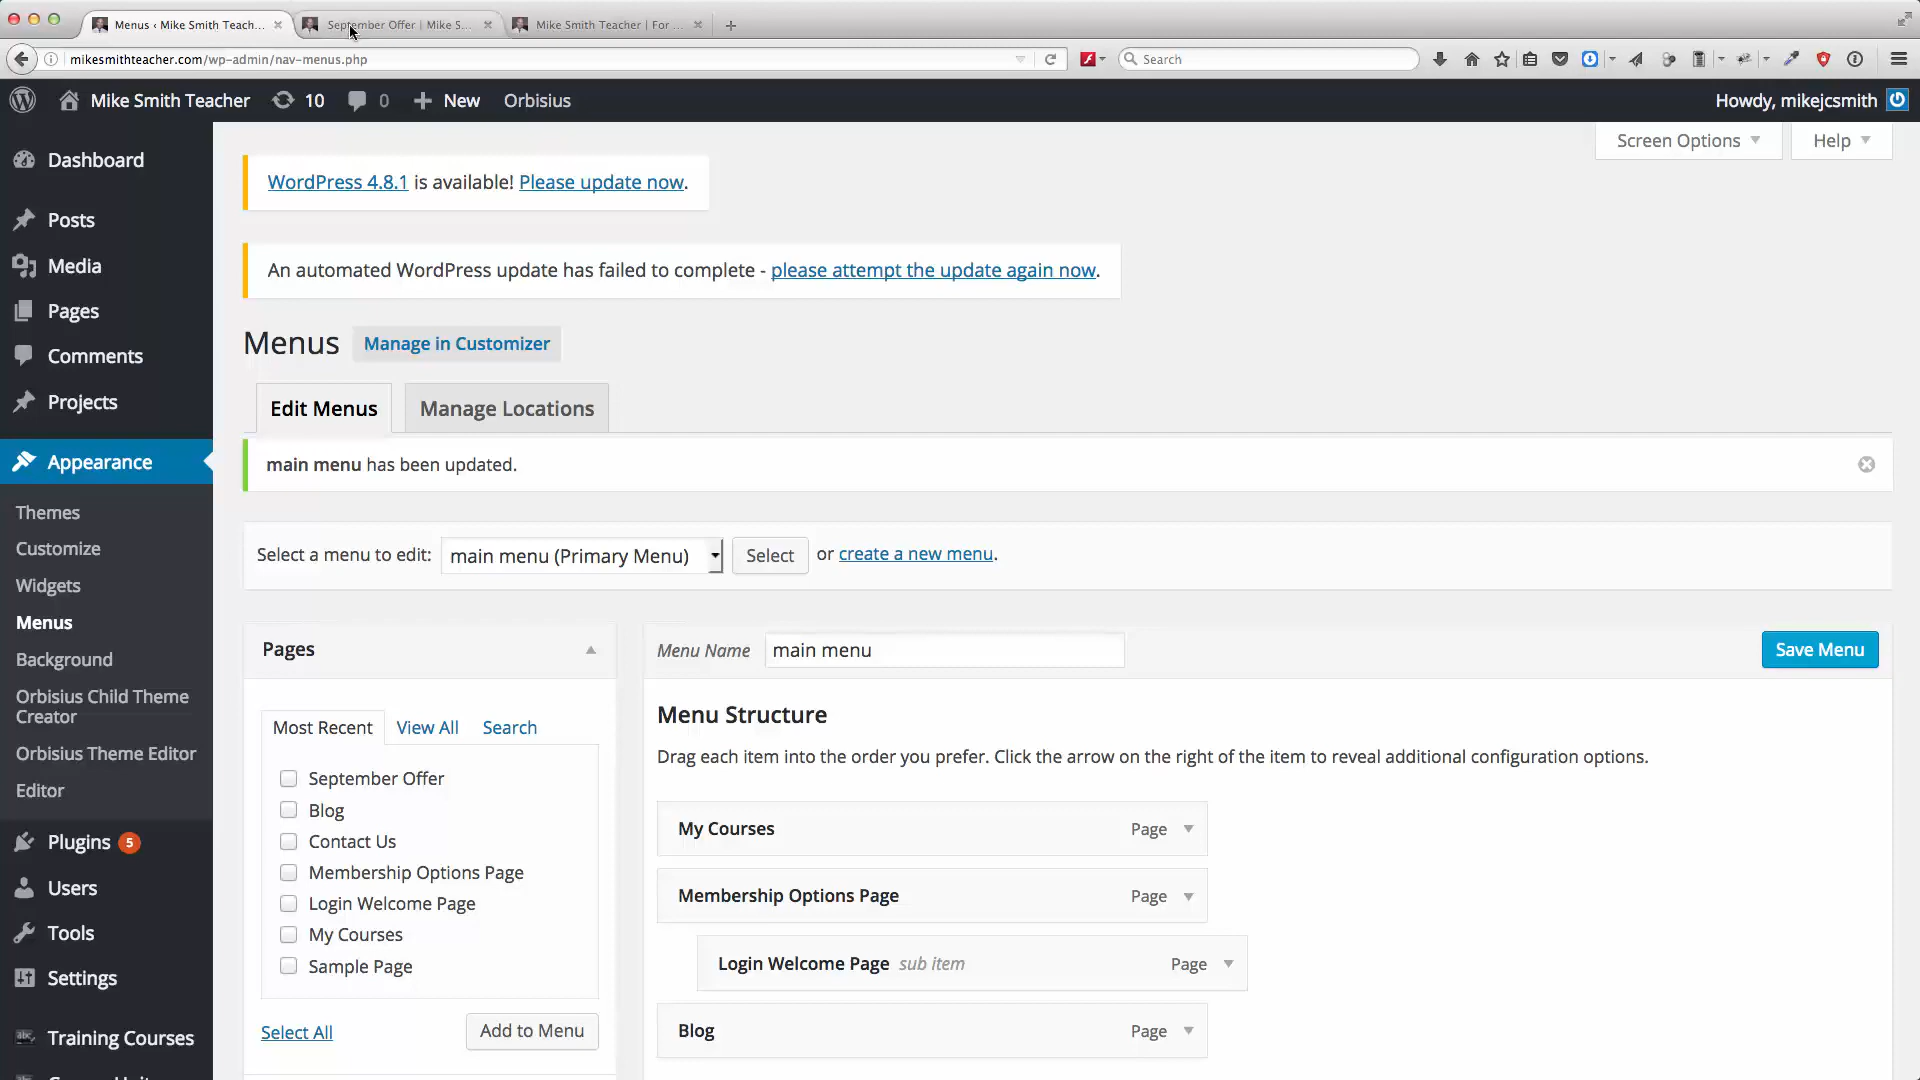 Menus ‹ Mike Smith Teach...
September Offer | Mike S...
Mike Smith Teacher | For ...
mikesmithteacher.com/wp-admin/nav-menus.php
Search
Mike Smith Teacher
10
0
New
Orbisius
Howdy, mikejcsmith
Screen Options
Help
Dashboard
Posts
Media
Pages
Comments
Projects
Appearance
Themes
Customize
Widgets
Menus
Background
Orbisius Child Theme
Creator
Orbisius Theme Editor
Editor
Plugins 5
Users
Tools
Settings
Training Courses
WordPress 4.8.1 is available! Please update now.
An automated WordPress update has failed to complete - please attempt the update again now.
Menus
Manage in Customizer
Edit Menus
Manage Locations
main menu has been updated.
Select a menu to edit:
main menu (Primary Menu)
Select
or create a new menu.
Pages
Most Recent
View All
Search
September Offer
Blog
Contact Us
Membership Options Page
Login Welcome Page
My Courses
Sample Page
Select All
Add to Menu
Menu Name
main menu
Save Menu
Menu Structure
Drag each item into the order you prefer. Click the arrow on the right of the item to reveal additional configuration options.
My Courses
Page
Membership Options Page
Page
Login Welcome Page sub item
Page
Blog
Page